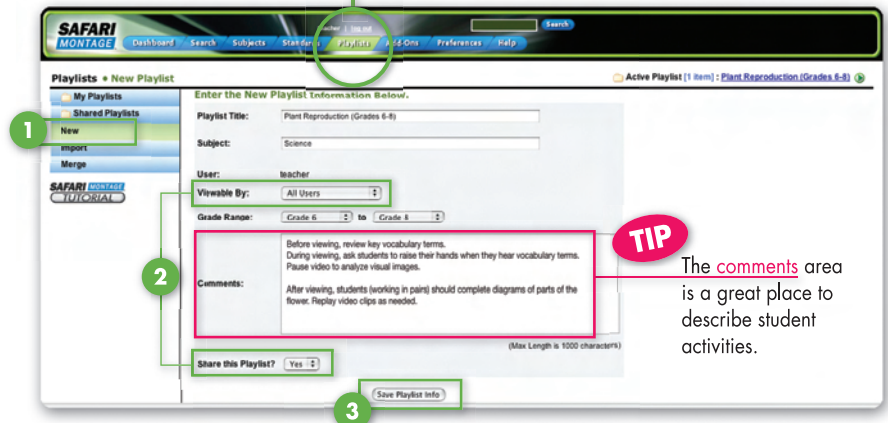 SAFARI
MONTAGE
teacher | log out
Search
Dashboard Search Subjects Standards Playlists Add-Ons Preferences Help
Playlists • New Playlist
Active Playlist [1 item] : Plant Reproduction (Grades 6-8)
My Playlists
Shared Playlists
1
New
Import
Merge
SAFARI MONTAGE
TUTORIAL
Enter the New Playlist Information Below.
Playlist Title: Plant Reproduction (Grades 6-8)
Subject: Science
User: teacher
Viewable By: All Users
Grade Range: Grade 6 to Grade 8
2
Comments:
Before viewing, review key vocabulary terms.
During viewing, ask students to raise their hands when they hear vocabulary terms.
Pause video to analyze visual images.
After viewing, students (working in pairs) should complete diagrams of parts of the
flower. Replay video clips as needed.
(Max Length is 1000 characters)
Share this Playlist? Yes
3
Save Playlist Info
TIP
The comments area
is a great place to
describe student
activities.